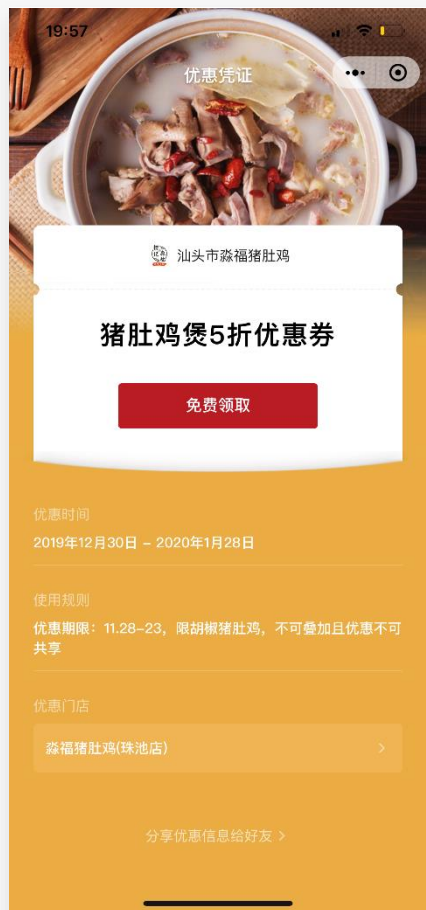 19:57
优惠凭证
汕头市淼福猪肚鸡
猪肚鸡煲5折优惠券
免费领取
优惠时间
2019年12月30日 – 2020年1月28日
使用规则
优惠期限：11.28–23，限胡椒猪肚鸡，不可叠加且优惠不可
共享
优惠门店
淼福猪肚鸡(珠池店)
分享优惠信息给好友